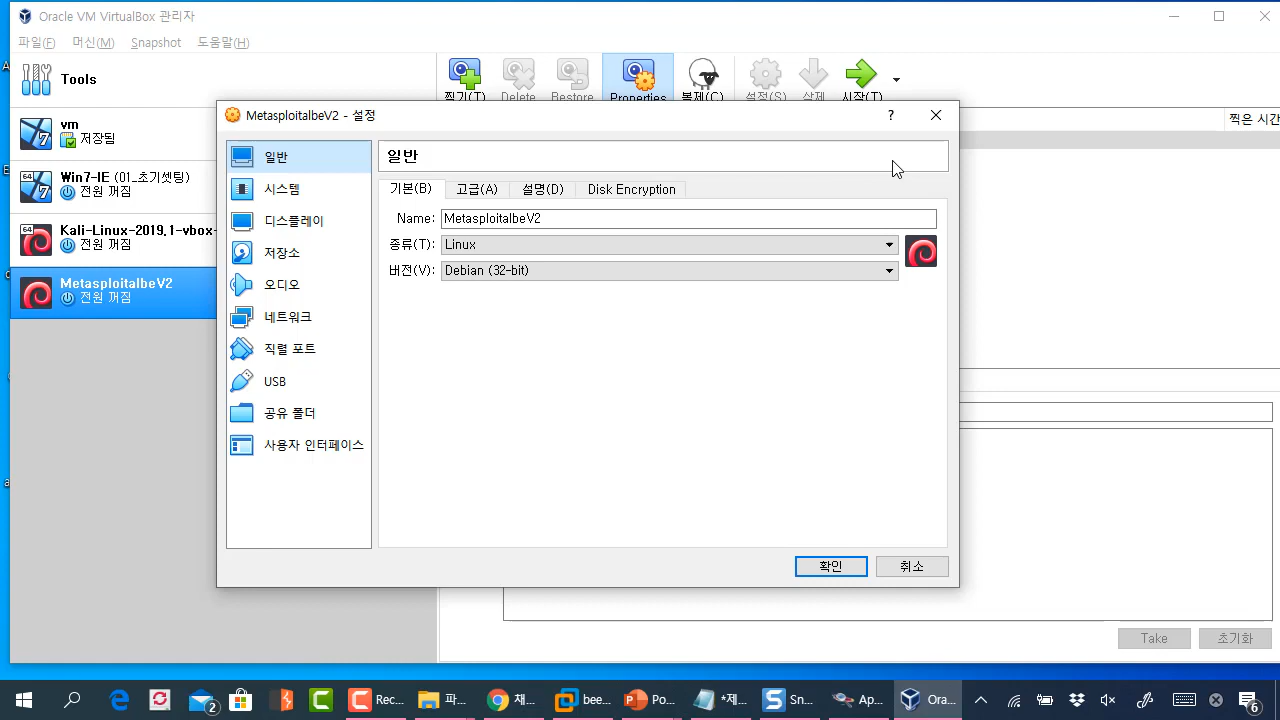 Oracle VM VirtualBox 관리자
파일(F) 머신(M) Snapshot 도움말(H)
Tools
찍기(T) Delete Restore Properties 복제(C) 설정(S) 삭제 시작(T)
vm
저장됨
Win7-IE (01_초기셋팅)
전원 꺼짐
Kali-Linux-2019.1-vbox-
전원 꺼짐
MetasploitalbeV2
전원 꺼짐
찍은 시간
MetasploitalbeV2 - 설정
일반
시스템
디스플레이
저장소
오디오
네트워크
직렬 포트
USB
공유 폴더
사용자 인터페이스
일반
기본(B) 고급(A) 설명(D) Disk Encryption
Name: MetasploitalbeV2
종류(T): Linux
버전(V): Debian (32-bit)
확인 취소
Take 초기화
2 Rec... 파... 채... bee... Po... *제... Sn... Ap... Ora... 6